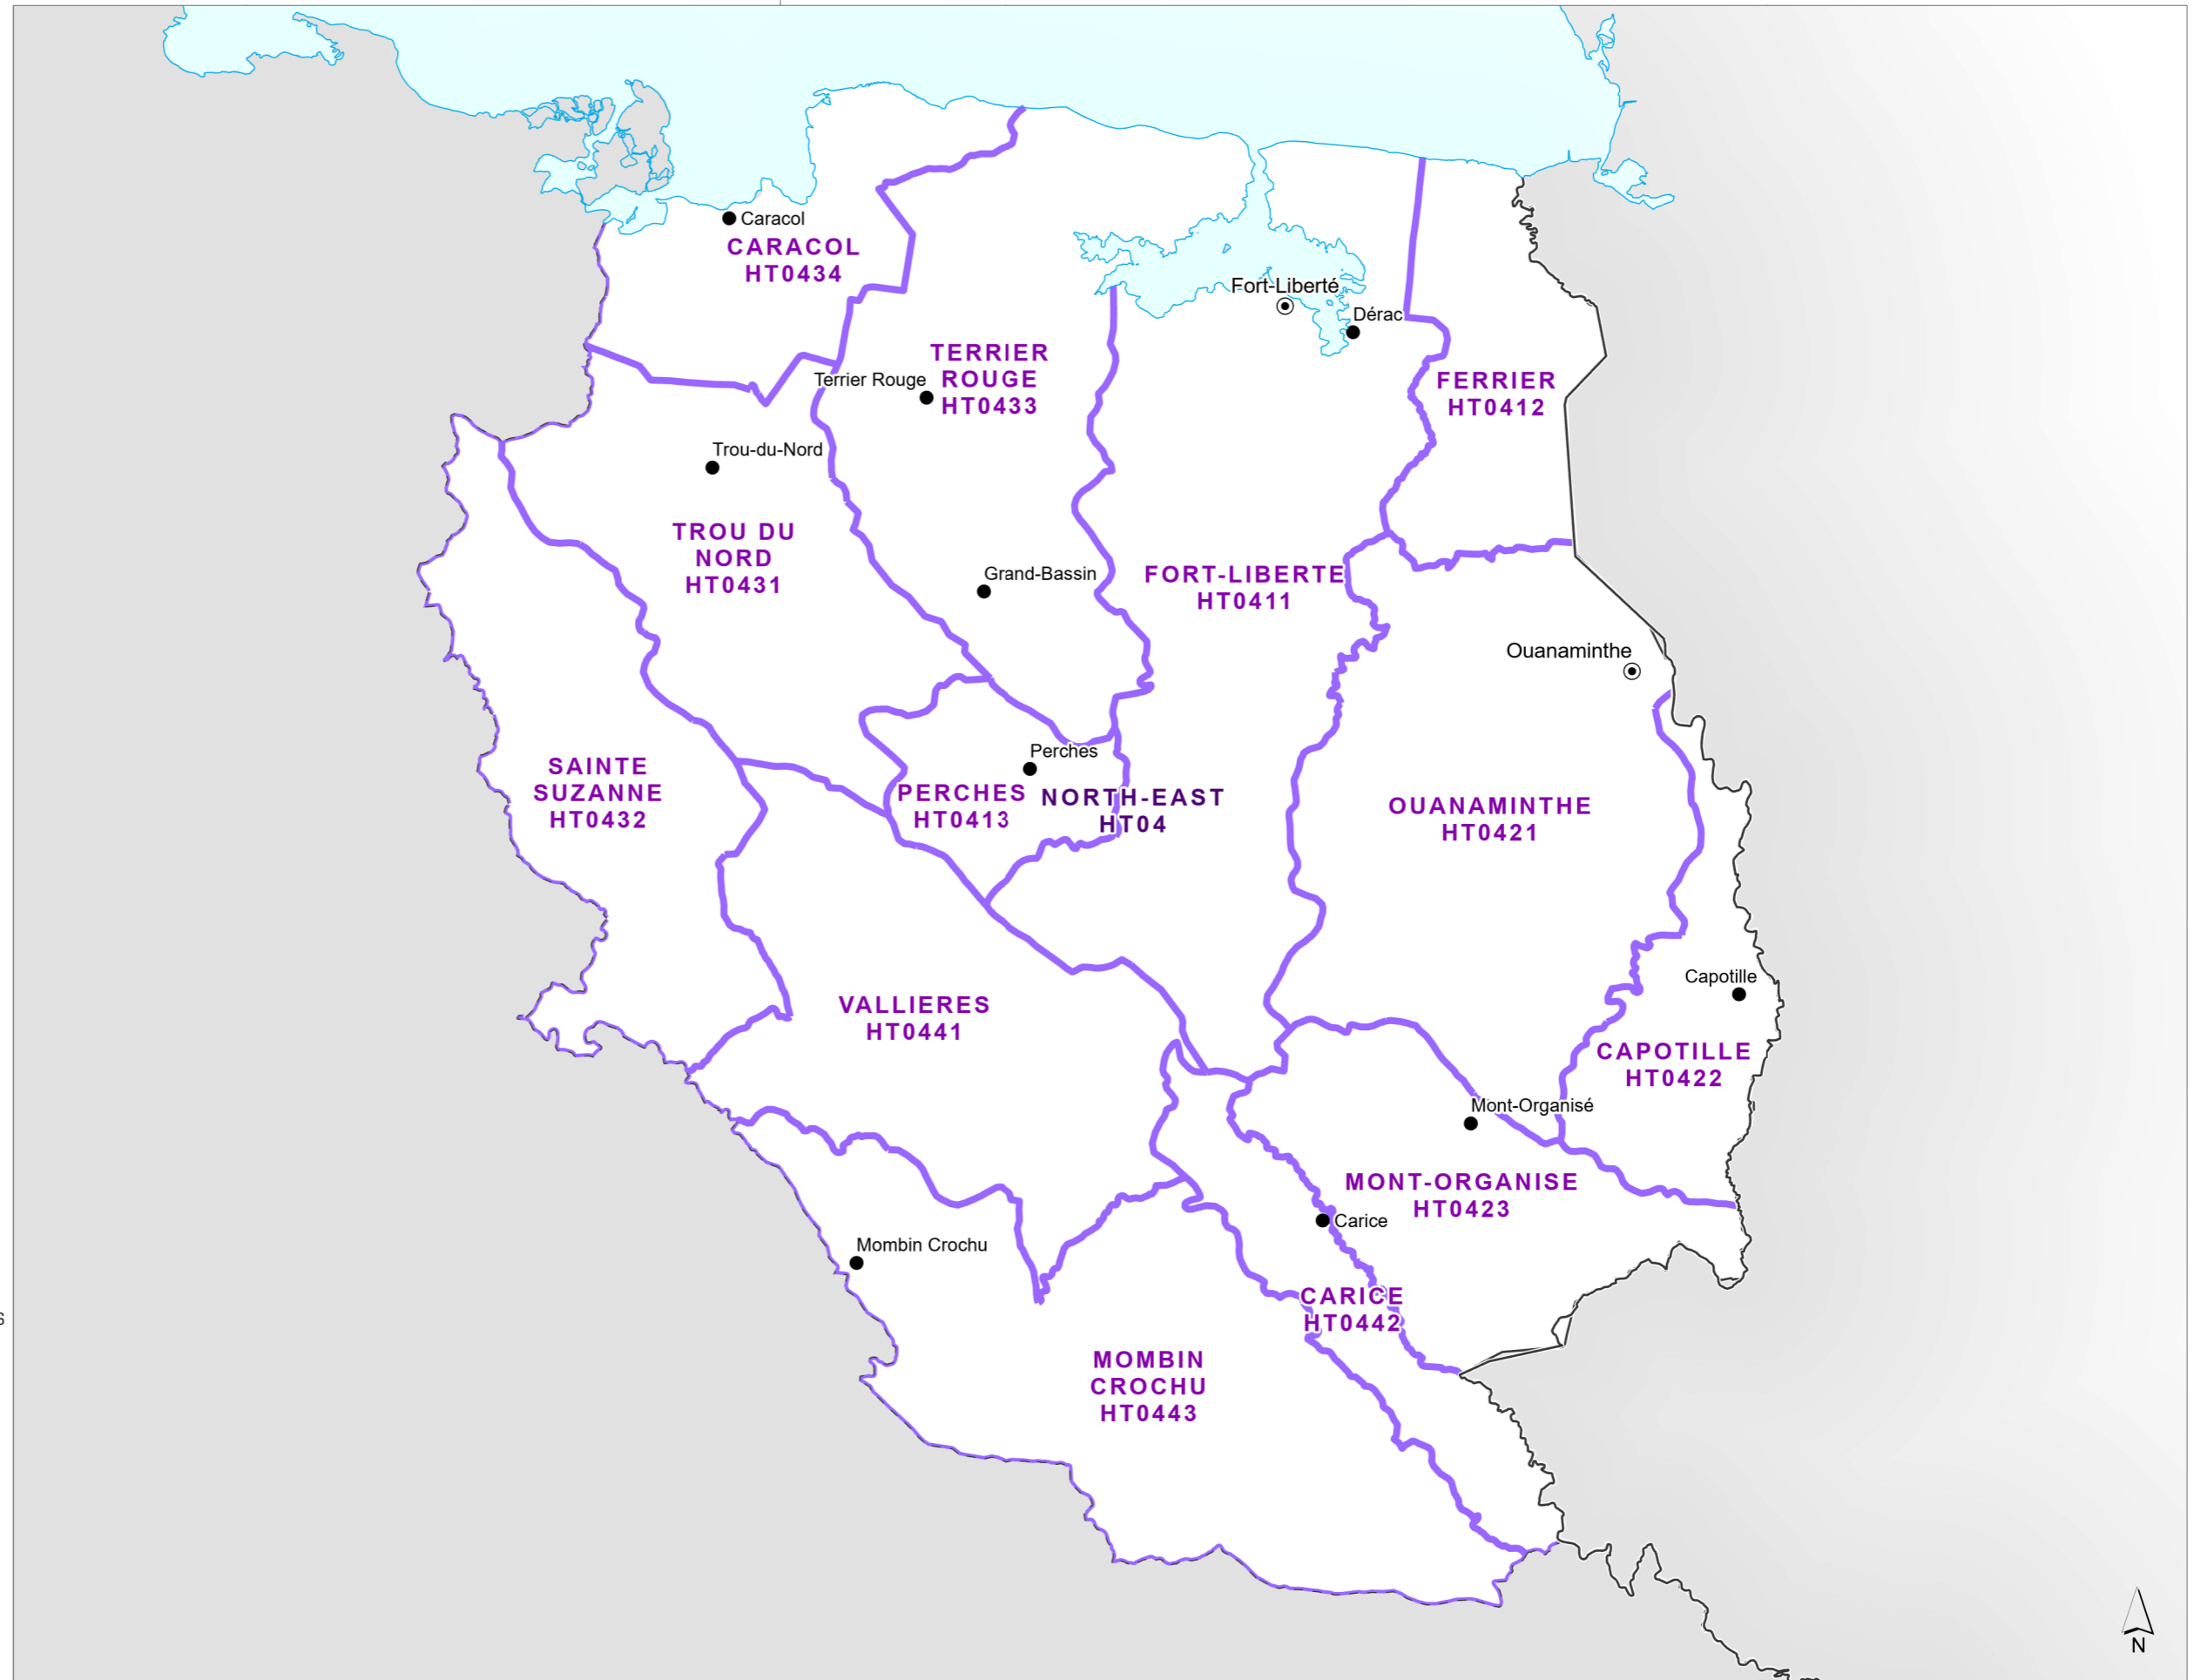 Caracol
CARACOL
HT0434
Fort-Liberté
Dérac
TERRIER
ROUGE
HT0433
Terrier Rouge
FERRIER
HT0412
Trou-du-Nord
TROU DU
NORD
HT0431
Grand-Bassin
FORT-LIBERTE
HT0411
Ouanaminthe
Perches
SAINTE
SUZANNE
HT0432
PERCHES
HT0413
NORTH-EAST
HT04
OUANAMINTHE
HT0421
Capotille
VALLIERES
HT0441
CAPOTILLE
HT0422
Mont-Organisé
MONT-ORGANISE
HT0423
Carice
Mombin Crochu
CARICE
HT0442
MOMBIN
CROCHU
HT0443
N